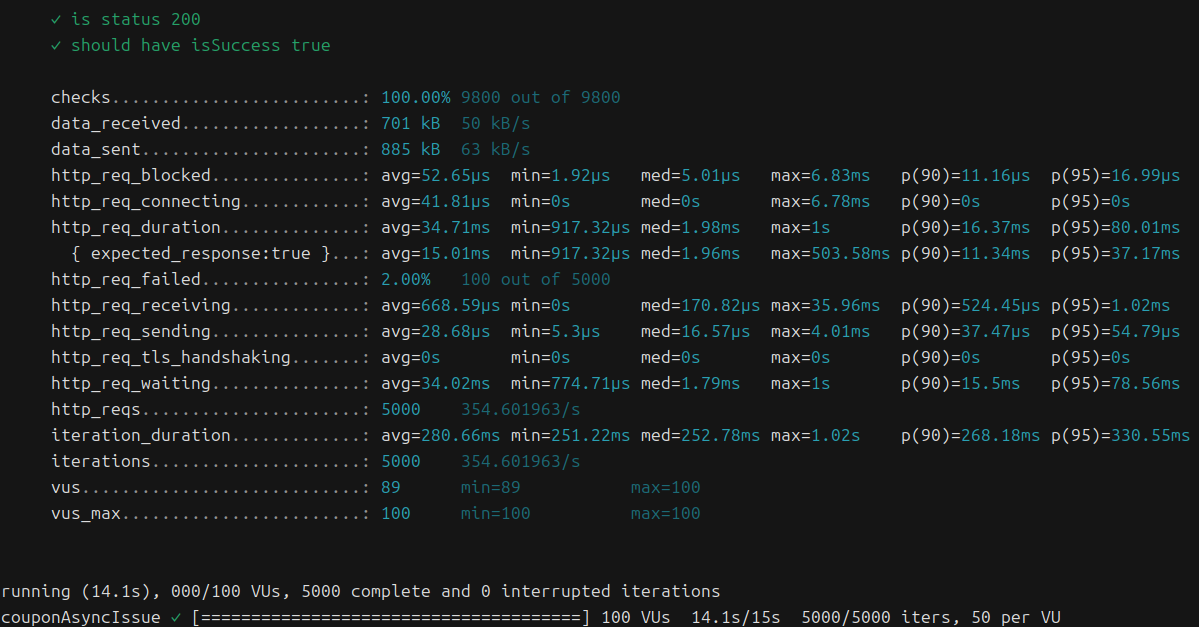 ✓ is status 200
✓ should have isSuccess true
checks.........................: 100.00% 9800 out of 9800
data_received..................: 701 kB 50 kB/s
data_sent......................: 885 kB 63 kB/s
http_req_blocked...............: avg=52.65µs min=1.92µs med=5.01µs max=6.83ms p(90)=11.16µs p(95)=16.99µs
http_req_connecting............: avg=41.81µs min=0s med=0s max=6.78ms p(90)=0s p(95)=0s
http_req_duration..............: avg=34.71ms min=917.32µs med=1.98ms max=1s p(90)=16.37ms p(95)=80.01ms
{ expected_response:true }...: avg=15.01ms min=917.32µs med=1.96ms max=503.58ms p(90)=11.34ms p(95)=37.17ms
http_req_failed................: 2.00% 100 out of 5000
http_req_receiving.............: avg=668.59µs min=0s med=170.82µs max=35.96ms p(90)=524.45µs p(95)=1.02ms
http_req_sending...............: avg=28.68µs min=5.3µs med=16.57µs max=4.01ms p(90)=37.47µs p(95)=54.79µs
http_req_tls_handshaking.......: avg=0s min=0s med=0s max=0s p(90)=0s p(95)=0s
http_req_waiting...............: avg=34.02ms min=774.71µs med=1.79ms max=1s p(90)=15.5ms p(95)=78.56ms
http_reqs......................: 5000 354.601963/s
iteration_duration.............: avg=280.66ms min=251.22ms med=252.78ms max=1.02s p(90)=268.18ms p(95)=330.55ms
iterations.....................: 5000 354.601963/s
vus............................: 89 min=89 max=100
vus_max........................: 100 min=100 max=100
running (14.1s), 000/100 VUs, 5000 complete and 0 interrupted iterations
couponAsyncIssue ✓ [======================================] 100 VUs 14.1s/15s 5000/5000 iters, 50 per VU